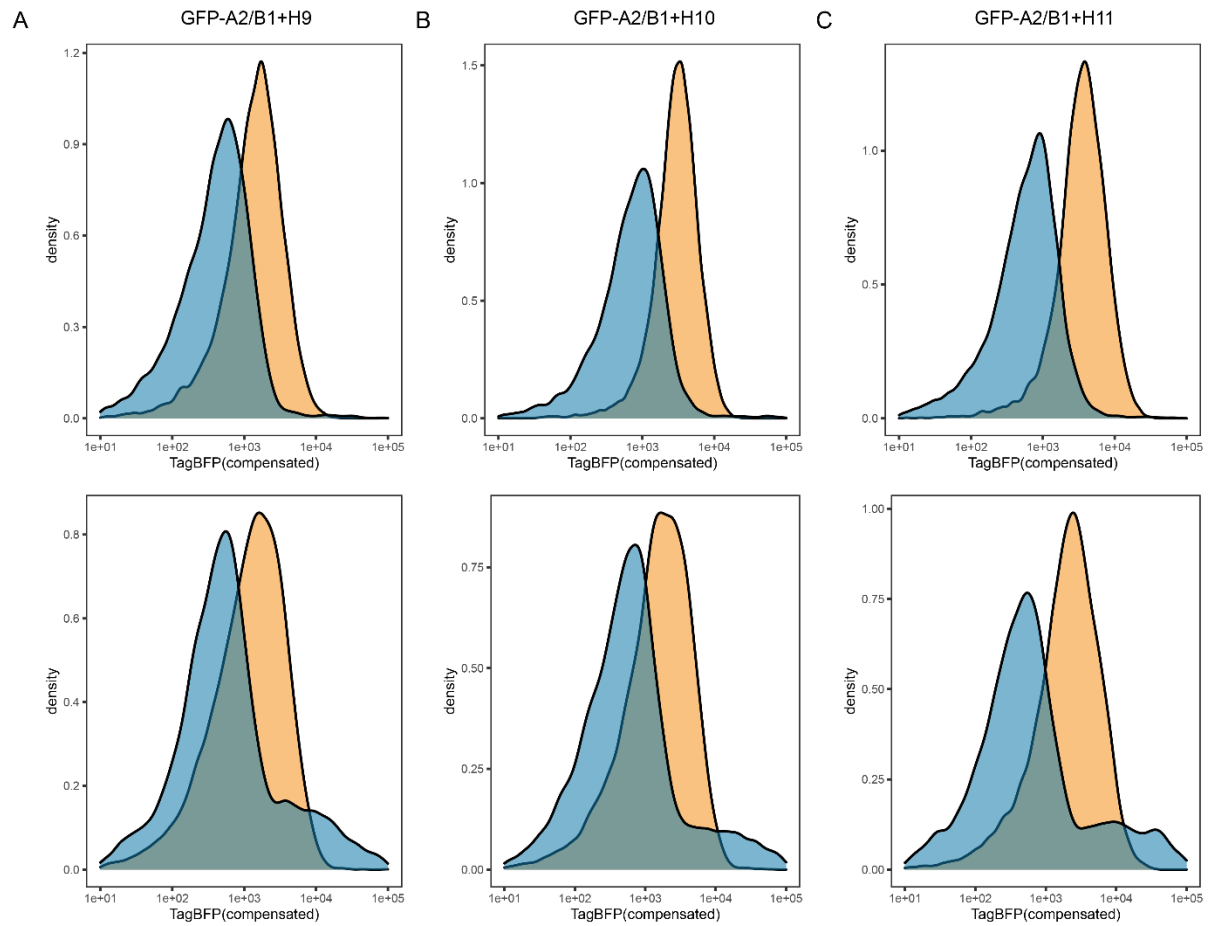 A GFP-A2/B1+H9 B GFP-A2/B1+H10 C GFP-A2/B1+H11
1.2
0.9
0.6
0.3
0.0
density
1e+01 1e+02 1e+03 1e+04 1e+05
TagBFP(compensated)
1.5
1.0
0.5
0.0
density
1e+01 1e+02 1e+03 1e+04 1e+05
TagBFP(compensated)
1.0
0.5
0.0
density
1e+01 1e+02 1e+03 1e+04 1e+05
TagBFP(compensated)
0.8
0.6
0.4
0.2
0.0
density
1e+01 1e+02 1e+03 1e+04 1e+05
TagBFP(compensated)
0.75
0.50
0.25
0.00
density
1e+01 1e+02 1e+03 1e+04 1e+05
TagBFP(compensated)
1.00
0.75
0.50
0.25
0.00
density
1e+01 1e+02 1e+03 1e+04 1e+05
TagBFP(compensated)